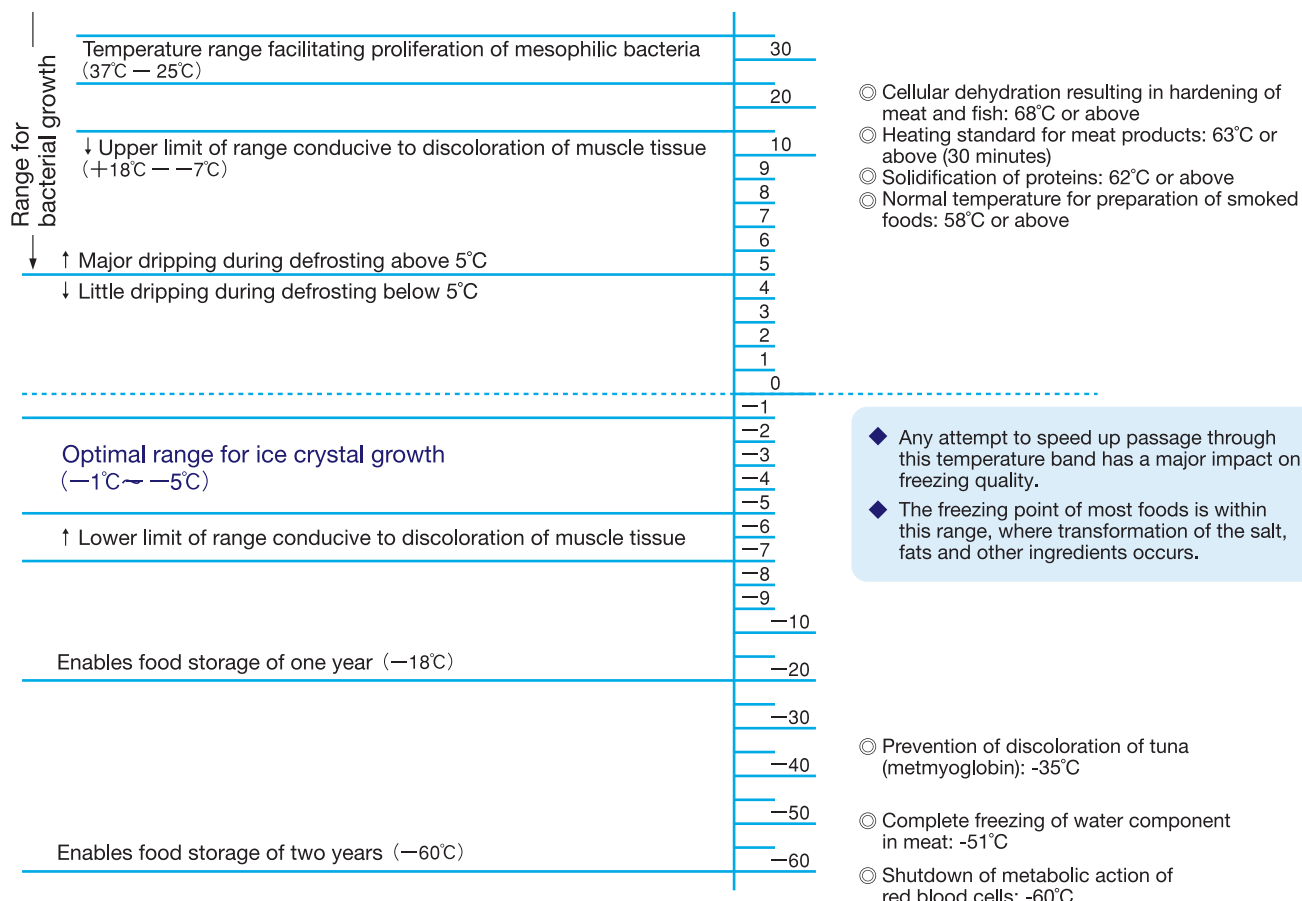 Range for
bacterial growth
Temperature range facilitating proliferation of mesophilic bacteria
(37℃ — 25℃)
↓ Upper limit of range conducive to discoloration of muscle tissue
(+18℃ — −7℃)
↑ Major dripping during defrosting above 5℃
↓ Little dripping during defrosting below 5℃
Optimal range for ice crystal growth
(−1℃~ −5℃)
↑ Lower limit of range conducive to discoloration of muscle tissue
Enables food storage of one year (−18℃)
Enables food storage of two years (−60℃)
30
20
10
9
8
7
6
5
4
3
2
1
0
−1
−2
−3
−4
−5
−6
−7
−8
−9
−10
−20
−30
−40
−50
−60
◎ Cellular dehydration resulting in hardening of
meat and fish: 68℃ or above
◎ Heating standard for meat products: 63℃ or
above (30 minutes)
◎ Solidification of proteins: 62℃ or above
◎ Normal temperature for preparation of smoked
foods: 58℃ or above
◆ Any attempt to speed up passage through
this temperature band has a major impact on
freezing quality.
◆ The freezing point of most foods is within
this range, where transformation of the salt,
fats and other ingredients occurs.
◎ Prevention of discoloration of tuna
(metmyoglobin): -35℃
◎ Complete freezing of water component
in meat: -51℃
◎ Shutdown of metabolic action of
red blood cells: -60℃